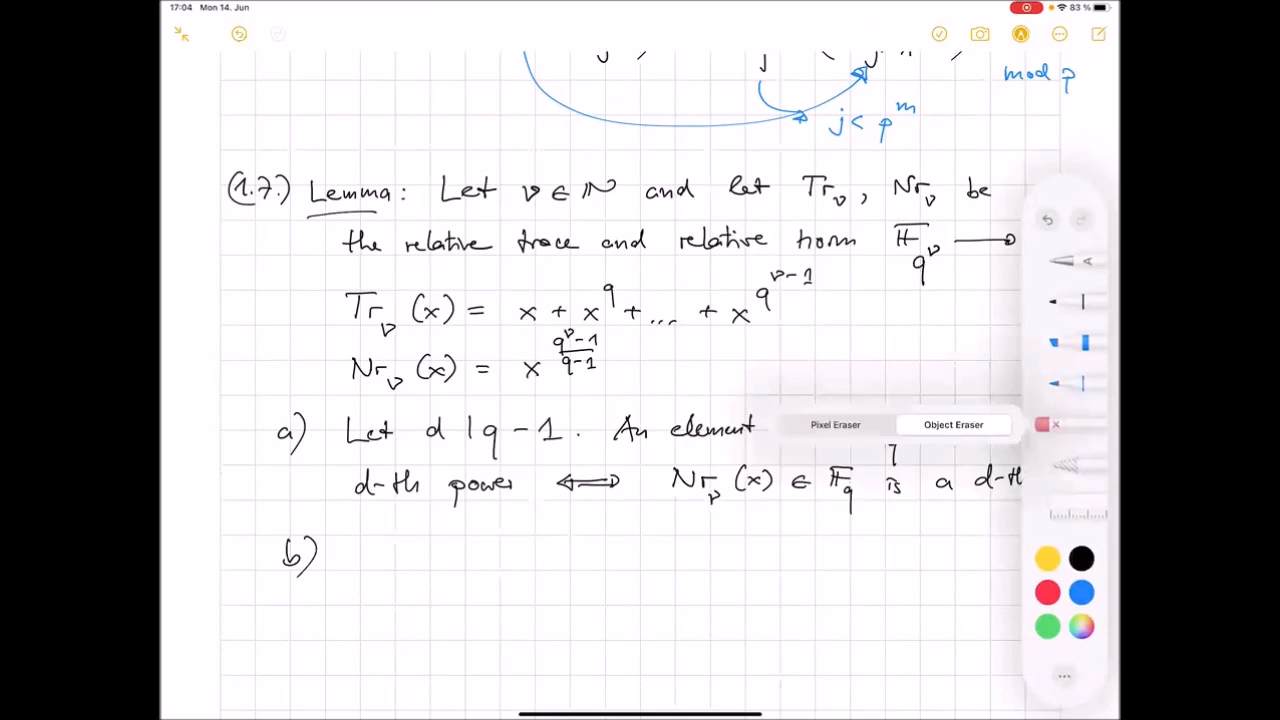 17:04 Mon 14. Jun
83 %
mod p
j < p^m
(1.7.) Lemma: Let ν ∈ ℕ and let Tr_ν, Nr_ν be
the relative trace and relative norm 𝔽_{q^ν} →
Tr_ν (x) = x + x^q + ... + x^{q^{ν-1}}
Nr_ν (x) = x^{\frac{q^ν - 1}{q - 1}}
a) Let d | q - 1. An element
Pixel Eraser Object Eraser
d-th power ⟺ Nr_ν (x) ∈ 𝔽_q is a d-th
b)